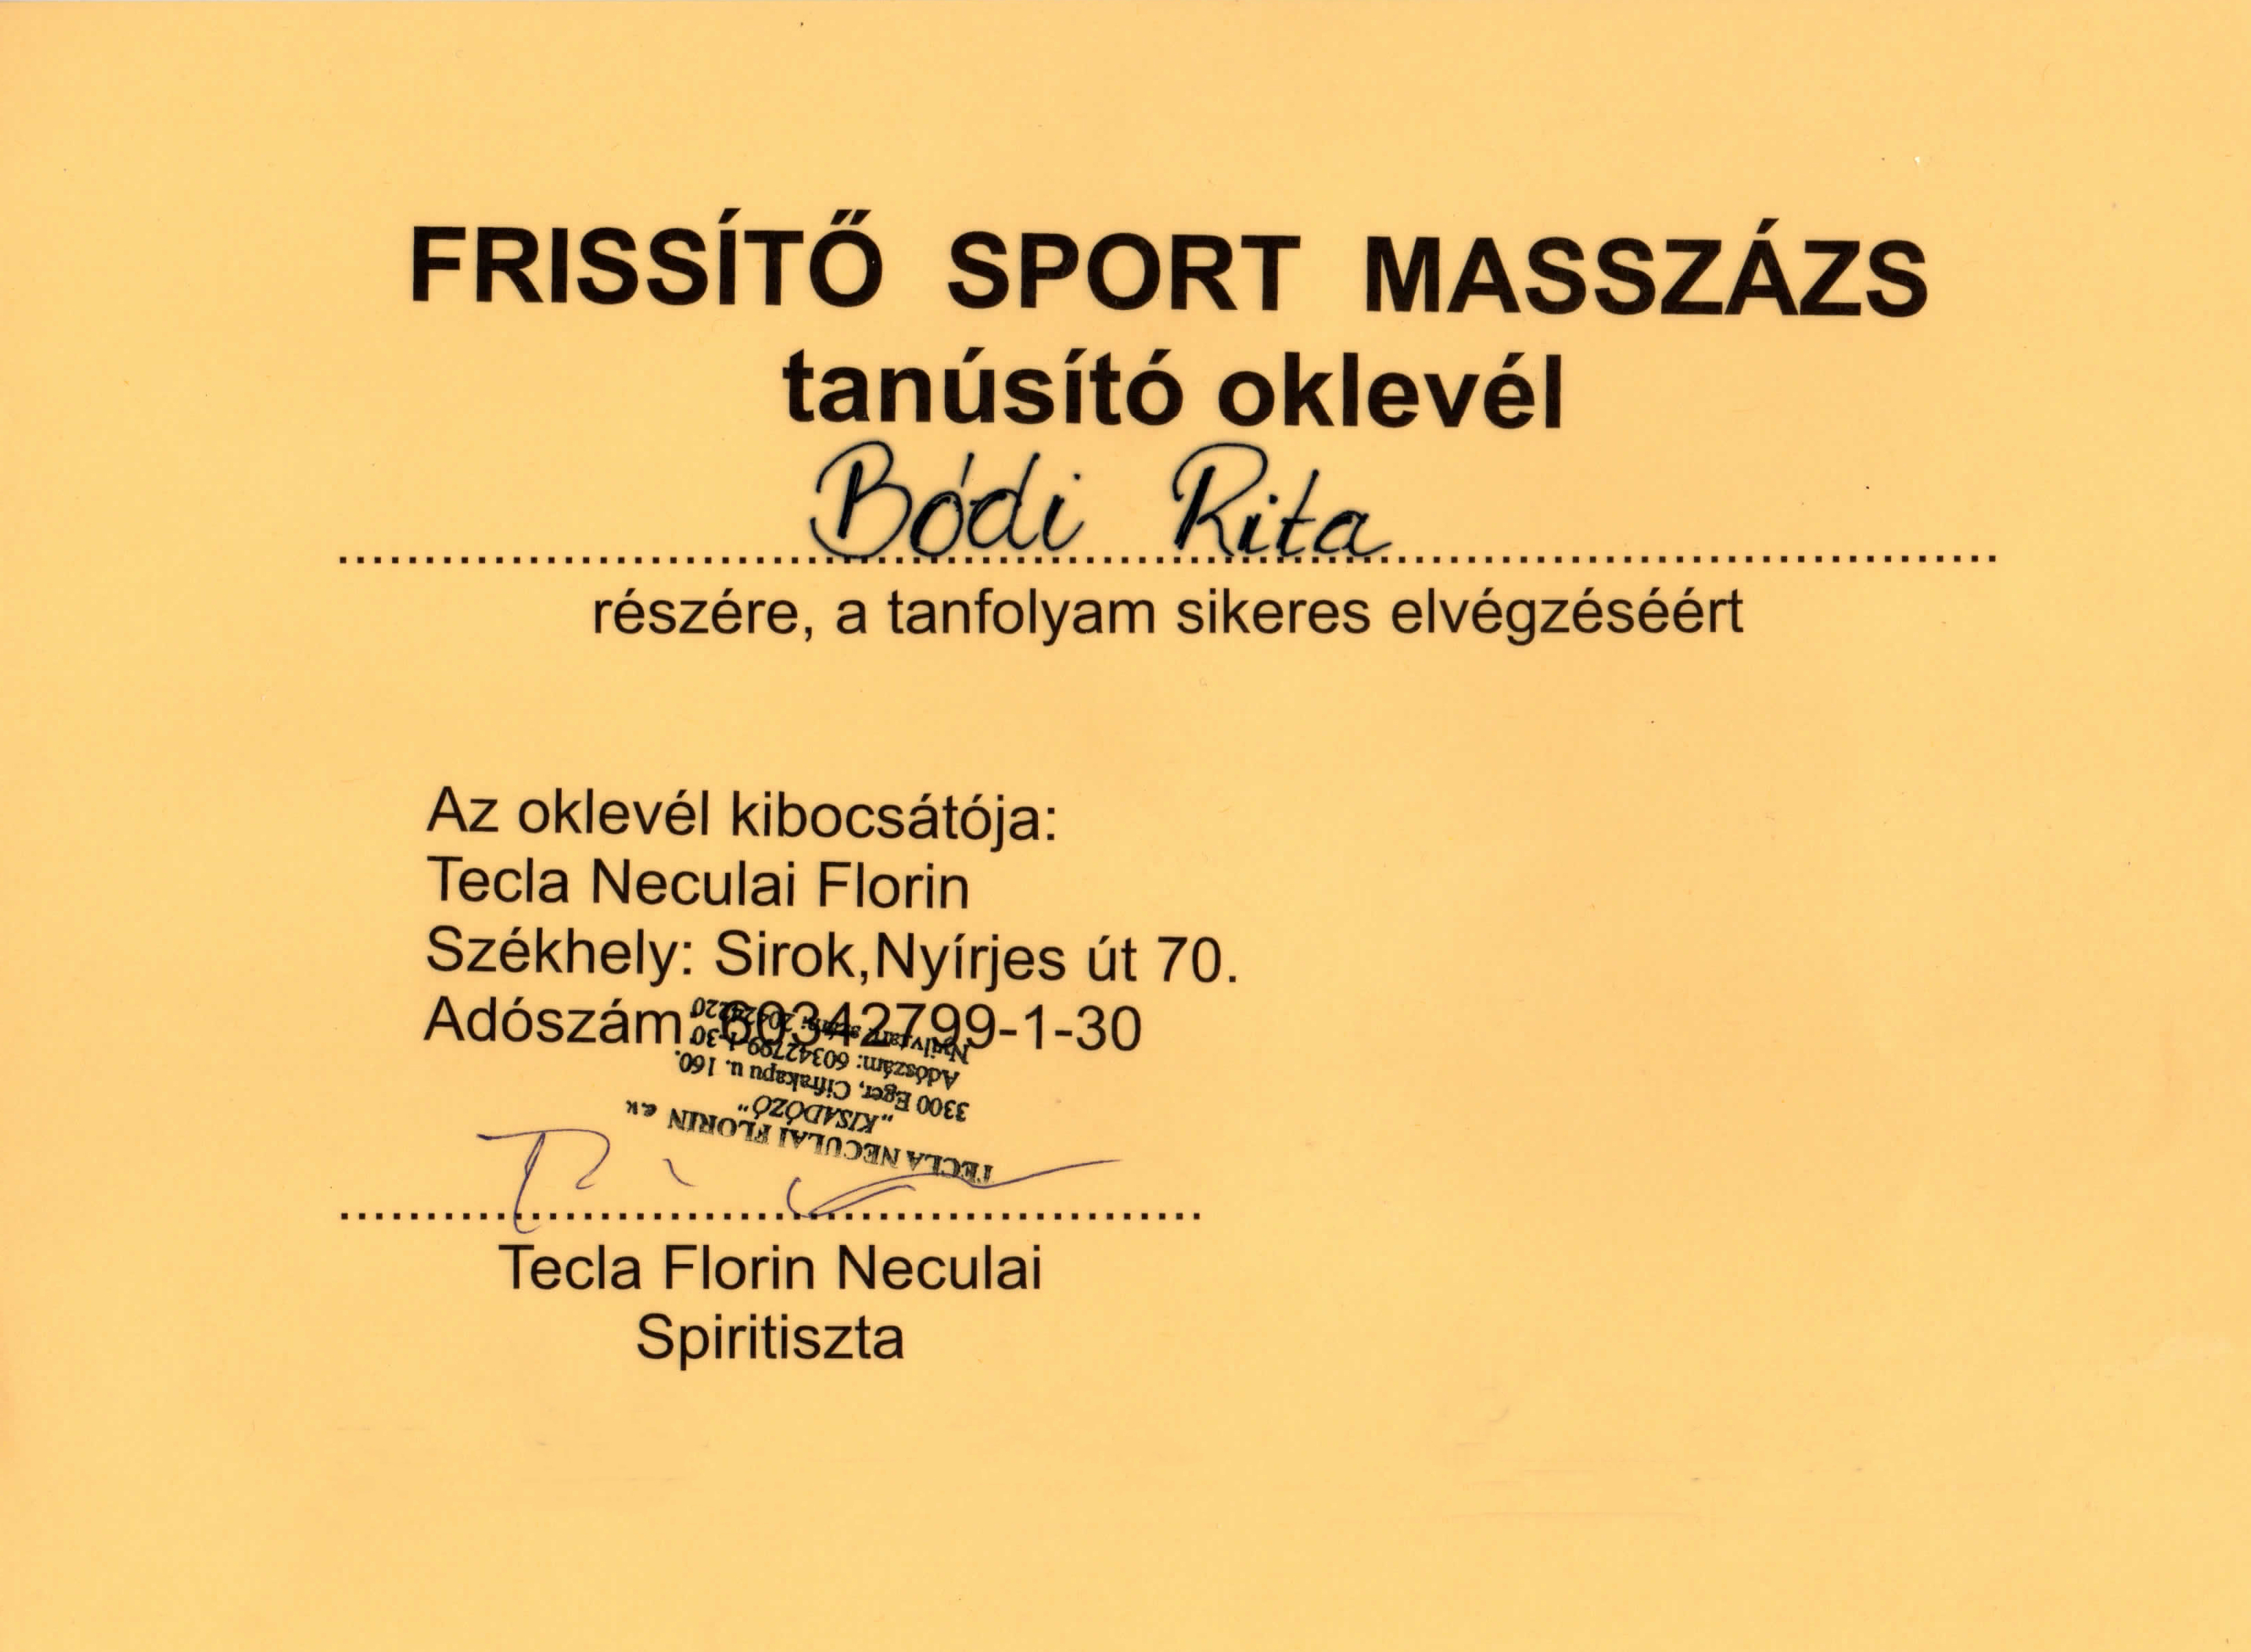 FRISSÍTŐ SPORT MASSZÁZS
tanúsító oklevél
Bódi Rita
részére, a tanfolyam sikeres elvégzéséért
Az oklevél kibocsátója:
Tecla Neculai Florin
Székhely: Sirok,Nyírjes út 70.
Adószám: 60342799-1-30
TECLA NECULAI FLORIN e.v.
„KISADÓZÓ”
3300 Eger, Cifrakapu u. 160.
Adószám: 60342799-1-30
Tecla Florin Neculai
Spiritiszta